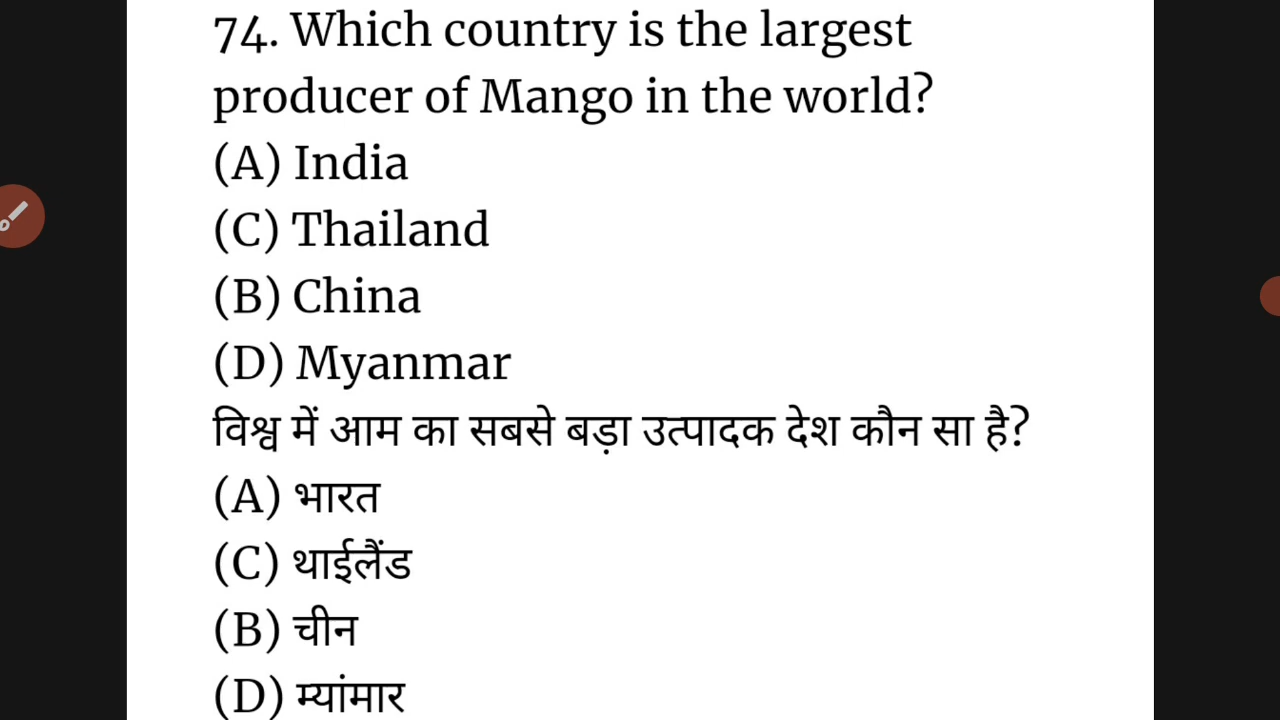 74. Which country is the largest
producer of Mango in the world?
(A) India
(C) Thailand
(B) China
(D) Myanmar
विश्व में आम का सबसे बड़ा उत्पादक देश कौन सा है?
(A) भारत
(C) थाईलैंड
(B) चीन
(D) म्यांमार